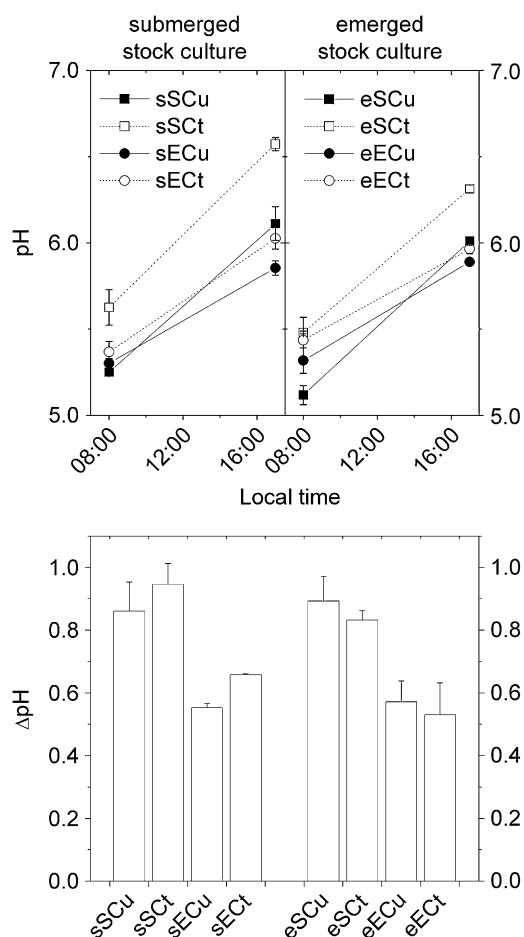 submerged
stock culture
emerged
stock culture
7.0
7.0
sSCu
sSCt
sECu
sECt
eSCu
eSCt
eECu
eECt
pH
6.0
6.0
5.0
5.0
08:00
12:00
16:00
08:00
12:00
16:00
Local time
1.0
1.0
0.8
0.8
0.6
0.6
ΔpH
0.4
0.4
0.2
0.2
0.0
0.0
sSCu
sSCt
sECu
sECt
eSCu
eSCt
eECu
eECt